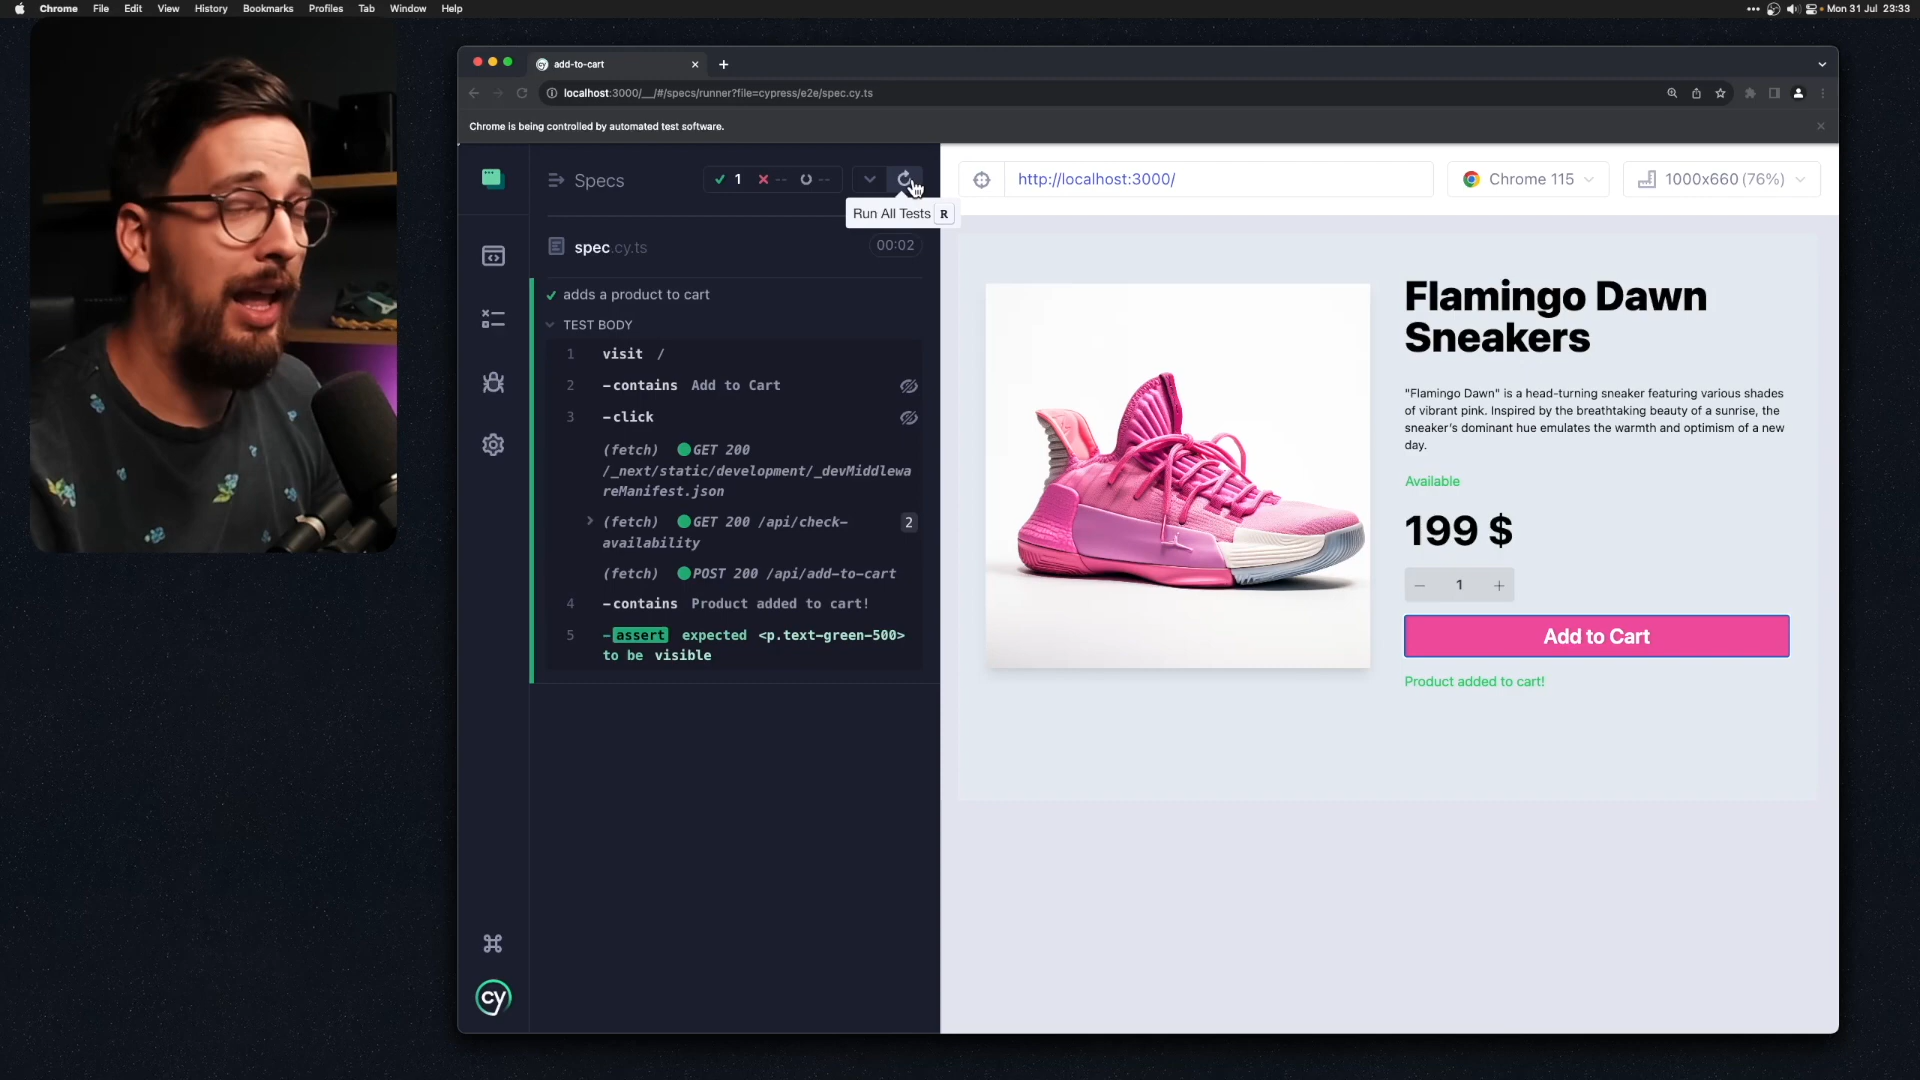 Chrome File Edit View History Bookmarks Profiles Tab Window Help
Mon 31 Jul 23:33
add-to-cart
localhost:3000/__/#/specs/runner?file=cypress/e2e/spec.cy.ts
Chrome is being controlled by automated test software.
Specs
1
--
--
Run All Tests R
http://localhost:3000/
Chrome 115
1000x660 (76%)
spec.cy.ts
00:02
adds a product to cart
TEST BODY
1 visit /
2 -contains Add to Cart
3 -click
(fetch) GET 200
/_next/static/development/_devMiddlewa
reManifest.json
(fetch) GET 200 /api/check-
availability
2
(fetch) POST 200 /api/add-to-cart
4 -contains Product added to cart!
5 -assert expected <p.text-green-500>
to be visible
cy
Flamingo Dawn
Sneakers
"Flamingo Dawn" is a head-turning sneaker featuring various shades
of vibrant pink. Inspired by the breathtaking beauty of a sunrise, the
sneaker's dominant hue emulates the warmth and optimism of a new
day.
Available
199 $
− 1 +
Add to Cart
Product added to cart!